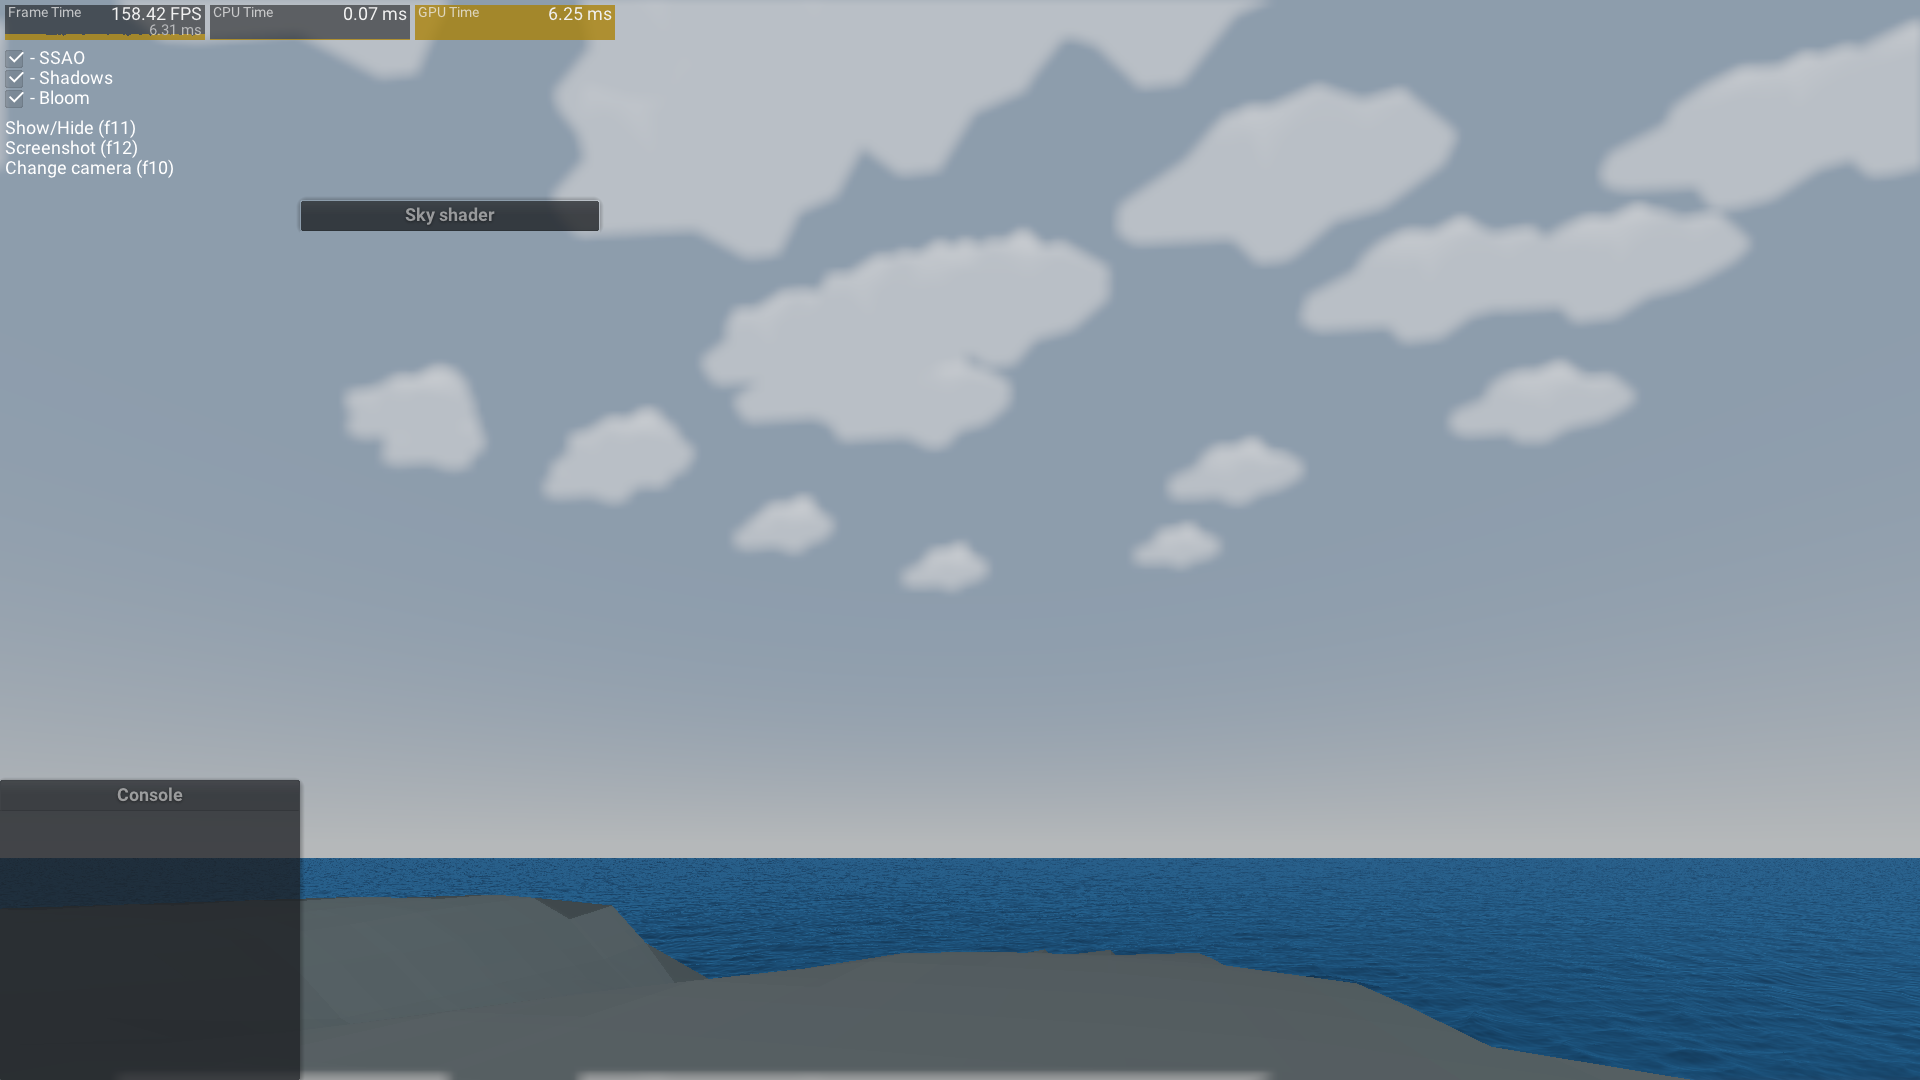 Frame Time 158.42 FPS CPU Time 0.07 ms GPU Time 6.25 ms
6.31 ms
- SSAO
- Shadows
- Bloom
Show/Hide (f11)
Screenshot (f12)
Change camera (f10)
Sky shader
Console